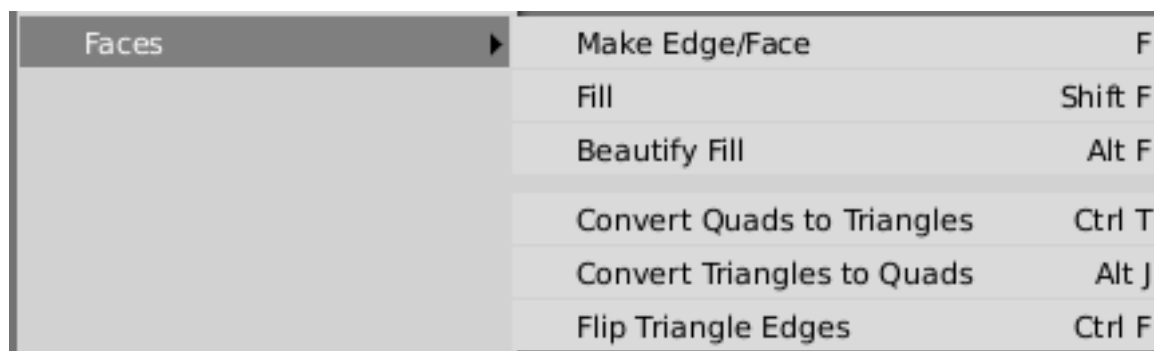 Faces Make Edge/Face F
Fill Shift F
Beautify Fill Alt F
Convert Quads to Triangles Ctrl T
Convert Triangles to Quads Alt J
Flip Triangle Edges Ctrl F